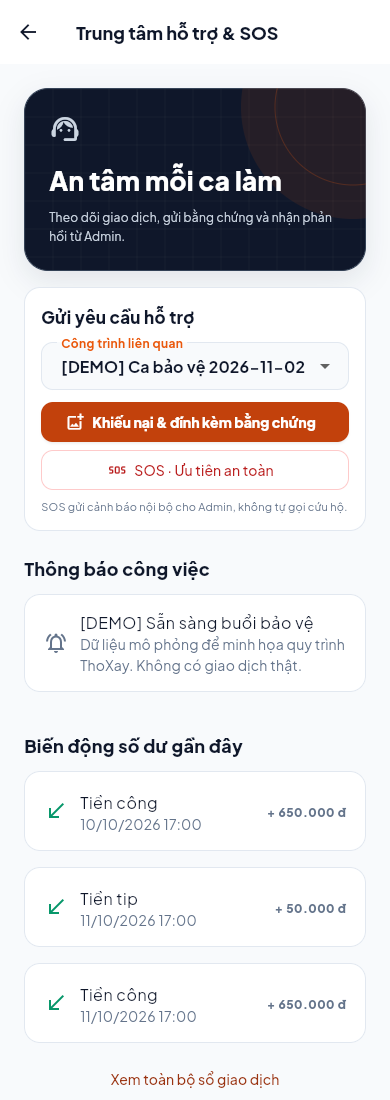 Trung tâm hỗ trợ & SOS
An tâm mỗi ca làm
Theo dõi giao dịch, gửi bằng chứng và nhận phản
hồi từ Admin.
Gửi yêu cầu hỗ trợ
Công trình liên quan
[DEMO] Ca bảo vệ 2026-11-02
Khiếu nại & đính kèm bằng chứng
SOS SOS · Ưu tiên an toàn
SOS gửi cảnh báo nội bộ cho Admin, không tự gọi cứu hộ.
Thông báo công việc
[DEMO] Sẵn sàng buổi bảo vệ
Dữ liệu mô phỏng để minh họa quy trình
ThoXay. Không có giao dịch thật.
Biến động số dư gần đây
Tiền công
10/10/2026 17:00
+ 650.000 đ
Tiền tip
11/10/2026 17:00
+ 50.000 đ
Tiền công
11/10/2026 17:00
+ 650.000 đ
Xem toàn bộ sổ giao dịch